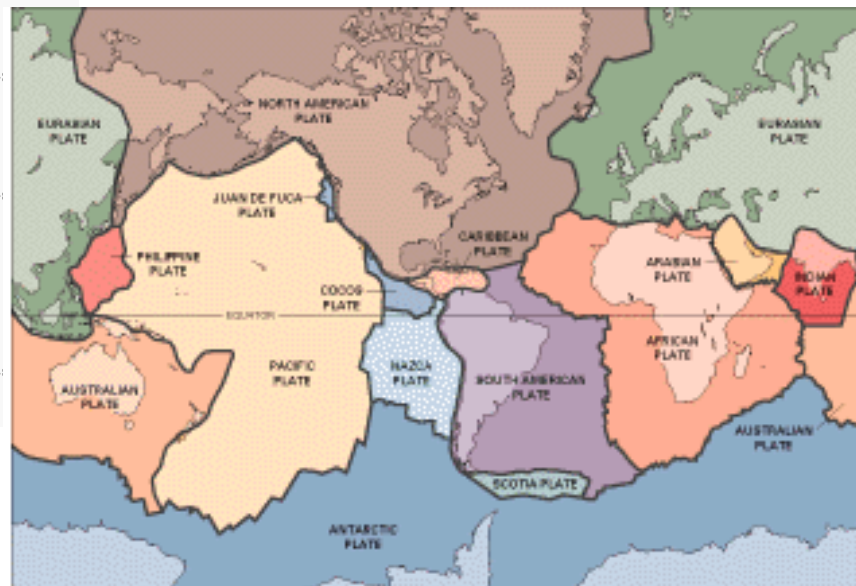 NORTH AMERICAN
PLATE
EURASIAN
PLATE
EURASIAN
PLATE
JUAN DE FUCA
PLATE
CARIBBEAN
PLATE
PHILIPPINE
PLATE
ARABIAN
PLATE
INDIAN
PLATE
COCOS
PLATE
EQUATOR
AFRICAN
PLATE
PACIFIC
PLATE
NAZCA
PLATE
SOUTH AMERICAN
PLATE
AUSTRALIAN
PLATE
AUSTRALIAN
PLATE
SCOTIA PLATE
ANTARCTIC
PLATE